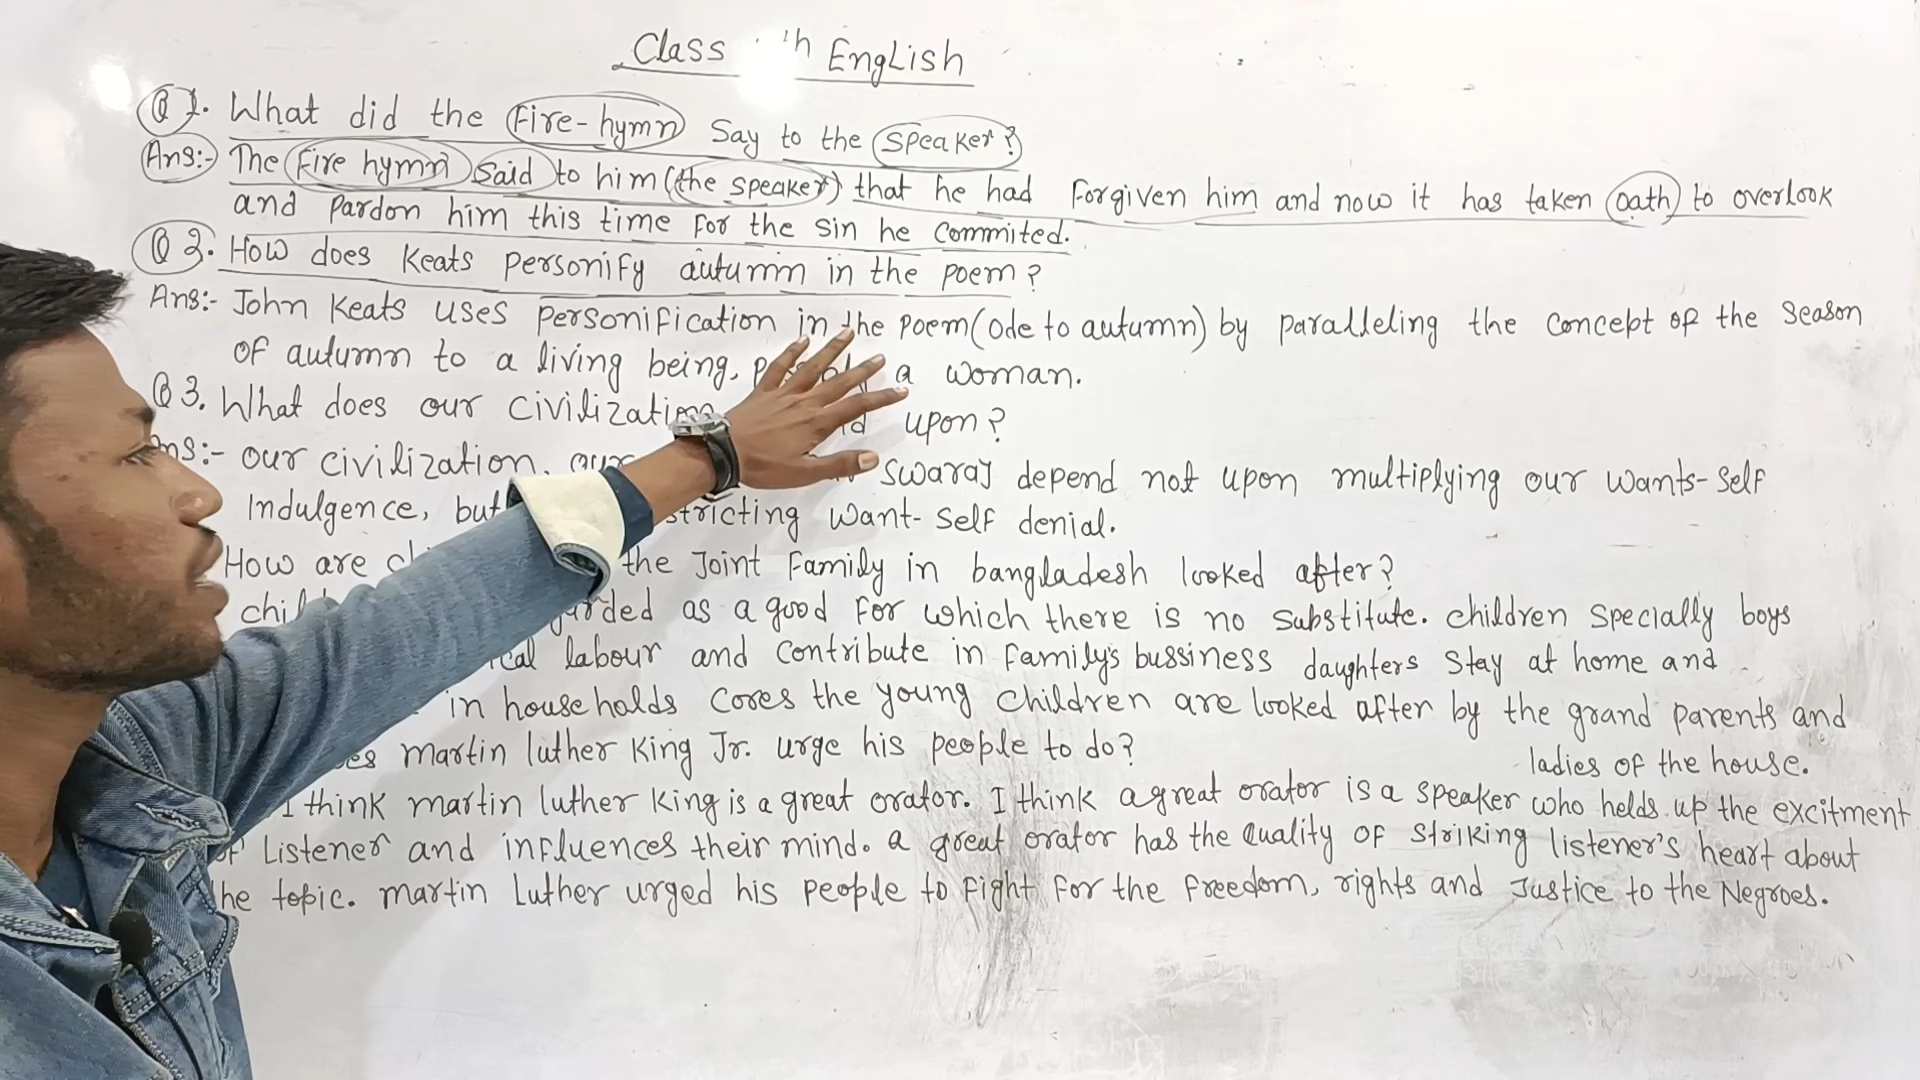 Class th English
Q 1. What did the Fire-hymn Say to the Speaker?
Ans:- The Fire hymn Said to him (the speaker) that he had Forgiven him and now it has taken oath to overlook
and pardon him this time For the Sin he Commited.
Q 2. How does Keats Personify autumn in the poem?
Ans:- John Keats uses Personification in the Poem (ode to autumn) by paralleling the Concept of the Season
OF autumn to a living being, a woman.
Q 3. What does our Civilization upon?
ns:- our civilization, our Swaraj depend not upon multiplying our wants-Self
Indulgence, but stricting want-Self denial.
How are the Joint Family in bangladesh looked after?
chil rded as a good For which there is no substitute. Children Specially boys
ical labour and Contribute in Family's bussiness daughters Stay at home and
in househalds Cores the young Children are looked after by the grand parents and
ladies of the house.
es martin luther King Jr. urge his people to do?
I think martin luther King is a great orator. I think a great orator is a Speaker who helds up the excitment
of Listener and influences their mind. a great orator has the Quality OF Striking listener's heart about
he topic. martin Luther urged his People to Fight For the Freedom, rights and Justice to the Negroes.